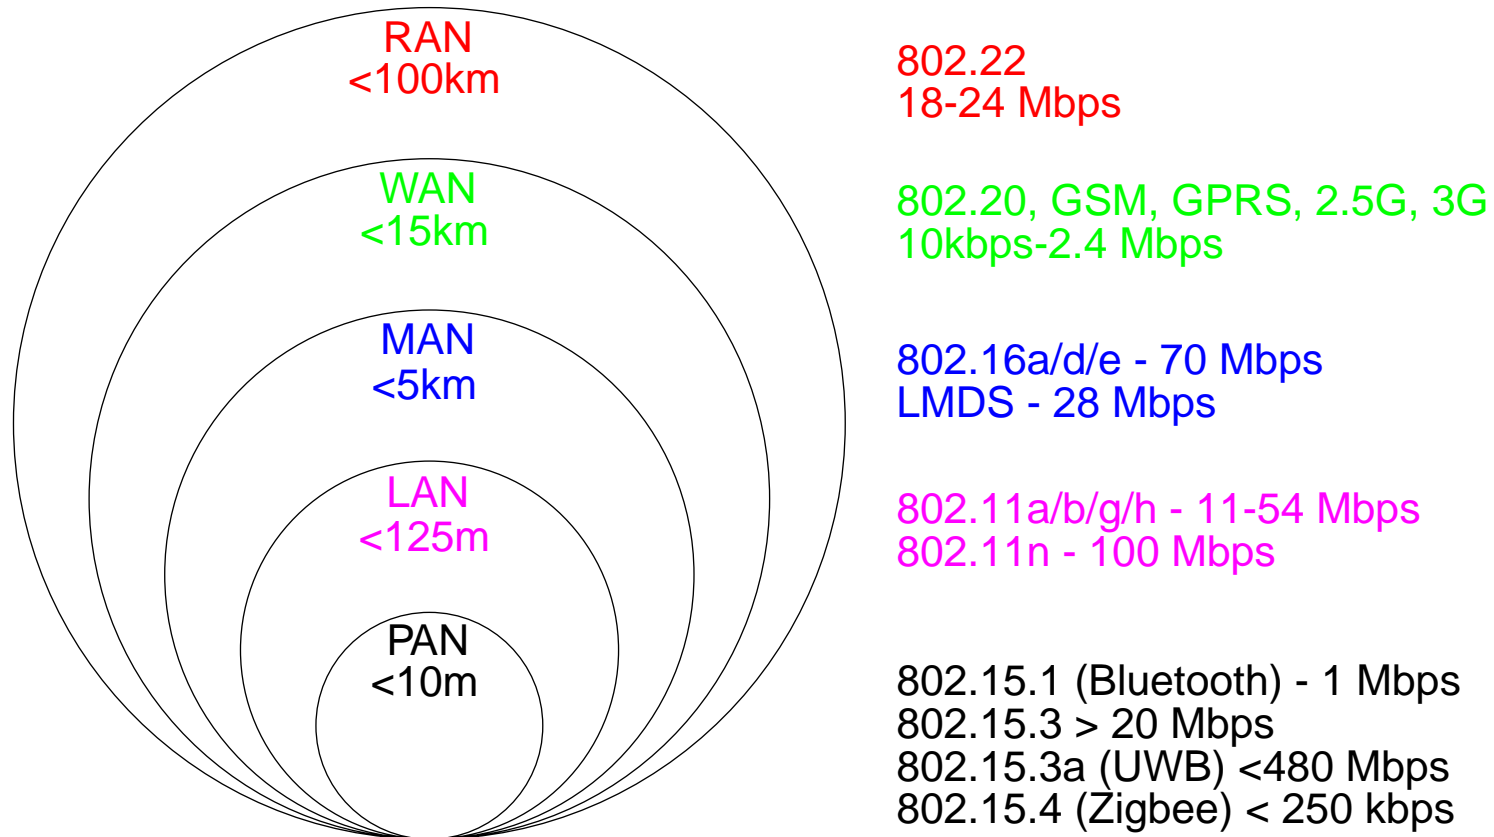 RAN
<100km
802.22
18-24 Mbps
WAN
<15km
802.20, GSM, GPRS, 2.5G, 3G
10kbps-2.4 Mbps
MAN
<5km
802.16a/d/e - 70 Mbps
LMDS - 28 Mbps
LAN
<125m
802.11a/b/g/h - 11-54 Mbps
802.11n - 100 Mbps
PAN
<10m
802.15.1 (Bluetooth) - 1 Mbps
802.15.3 > 20 Mbps
802.15.3a (UWB) <480 Mbps
802.15.4 (Zigbee) < 250 kbps